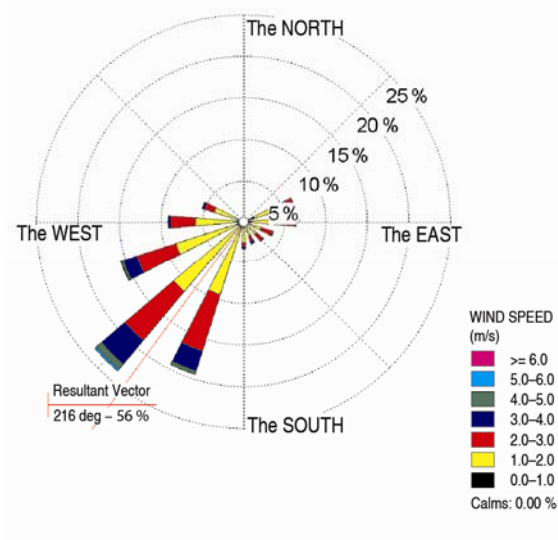 The NORTH
25 %
20 %
15 %
10 %
5 %
The WEST
The EAST
WIND SPEED
(m/s)
>= 6.0
5.0–6.0
4.0–5.0
3.0–4.0
2.0–3.0
1.0–2.0
0.0–1.0
Calms: 0.00 %
Resultant Vector
216 deg – 56 %
The SOUTH